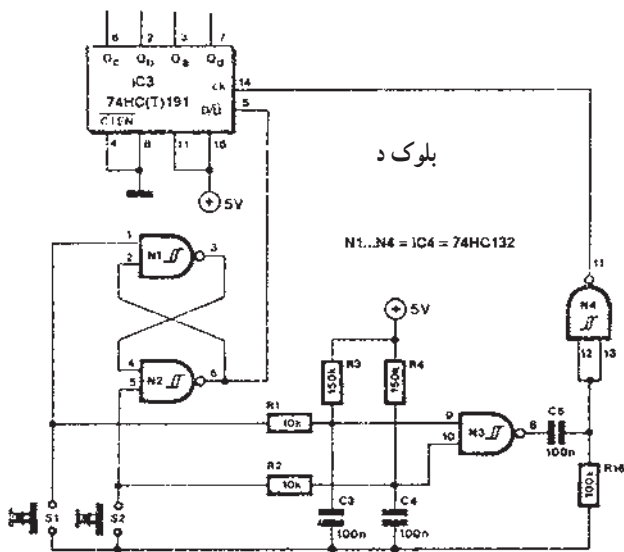 6 2 3 7
Qc Qb Qa Qd
IC3
74HC(T)191
CK 14
D/U 5
CTEN
4 8 11 16
5V
بلوک د
N1...N4 = IC4 = 74HC132
1
2
N1
3
4
5
N2
6
11
N4
12 13
5V
R3
150k
R4
150k
R1
10k
9
10
N3
8
C5
100n
R2
10k
R16
100k
C3
100n
C4
100n
S1
S2